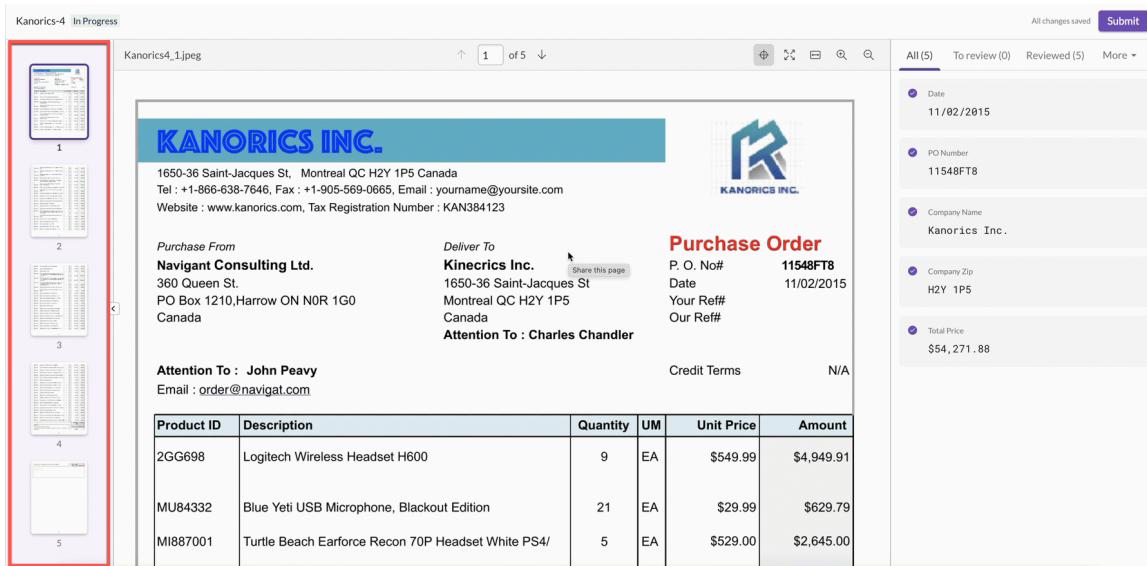 Kanorics-4 In Progress
All changes saved Submit
Kanorics4_1.jpeg
1 of 5
All (5) To review (0) Reviewed (5) More
1
2
3
4
5
KANORICS INC.
1650-36 Saint-Jacques St, Montreal QC H2Y 1P5 Canada
Tel : +1-866-638-7646, Fax : +1-905-569-0665, Email : yourname@yoursite.com
Website : www.kanorics.com, Tax Registration Number : KAN384123
KANORICS INC.
Purchase From
Navigant Consulting Ltd.
360 Queen St.
PO Box 1210,Harrow ON N0R 1G0
Canada
Deliver To
Kinecrics Inc.
1650-36 Saint-Jacques St
Montreal QC H2Y 1P5
Canada
Attention To : Charles Chandler
Share this page
Purchase Order
P. O. No# 11548FT8
Date 11/02/2015
Your Ref#
Our Ref#
Attention To : John Peavy
Email : order@navigat.com
Credit Terms N/A
Product ID Description Quantity UM Unit Price Amount
2GG698 Logitech Wireless Headset H600 9 EA $549.99 $4,949.91
MU84332 Blue Yeti USB Microphone, Blackout Edition 21 EA $29.99 $629.79
MI887001 Turtle Beach Earforce Recon 70P Headset White PS4/ 5 EA $529.00 $2,645.00
Date
11/02/2015
PO Number
11548FT8
Company Name
Kanorics Inc.
Company Zip
H2Y 1P5
Total Price
$54,271.88